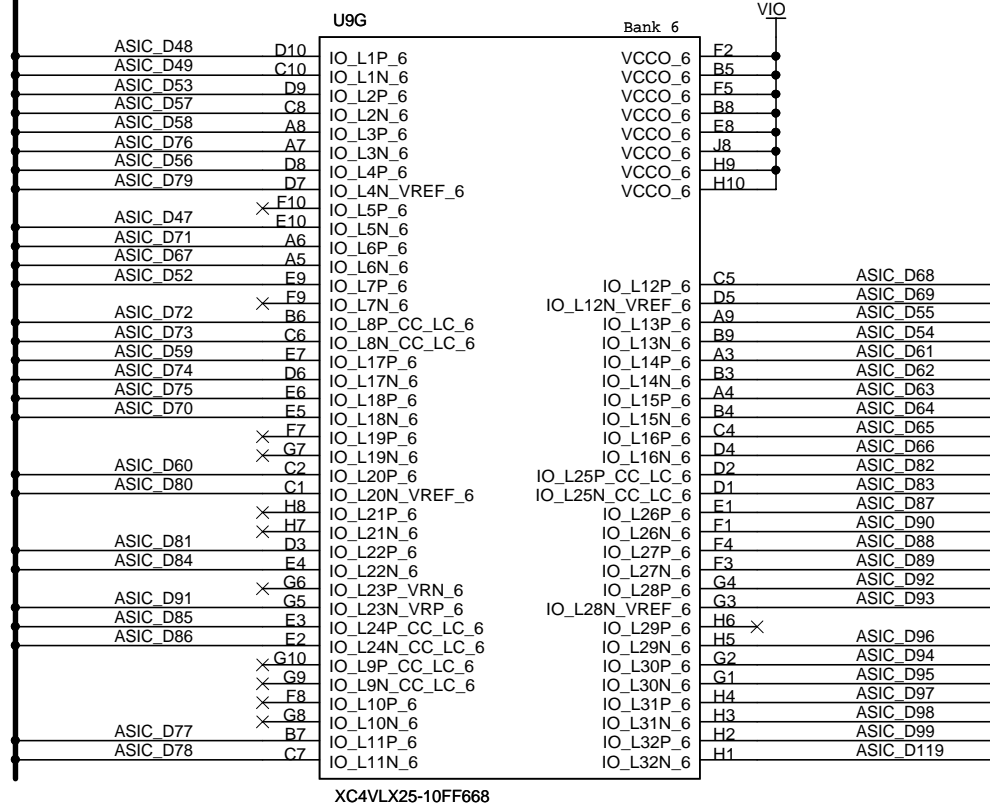 VIO
U9G Bank 6
ASIC_D48 D10 IO_L1P_6 VCCO_6 F2
ASIC_D49 C10 IO_L1N_6 VCCO_6 B5
ASIC_D53 D9 IO_L2P_6 VCCO_6 F5
ASIC_D57 C8 IO_L2N_6 VCCO_6 B8
ASIC_D58 A8 IO_L3P_6 VCCO_6 E8
ASIC_D76 A7 IO_L3N_6 VCCO_6 J8
ASIC_D56 D8 IO_L4P_6 VCCO_6 H9
ASIC_D79 D7 IO_L4N_VREF_6 VCCO_6 H10
F10 IO_L5P_6
ASIC_D47 E10 IO_L5N_6
ASIC_D71 A6 IO_L6P_6
ASIC_D67 A5 IO_L6N_6
ASIC_D52 E9 IO_L7P_6 IO_L12P_6 C5 ASIC_D68
F9 IO_L7N_6 IO_L12N_VREF_6 D5 ASIC_D69
ASIC_D72 B6 IO_L8P_CC_LC_6 IO_L13P_6 A9 ASIC_D55
ASIC_D73 C6 IO_L8N_CC_LC_6 IO_L13N_6 B9 ASIC_D54
ASIC_D59 E7 IO_L17P_6 IO_L14P_6 A3 ASIC_D61
ASIC_D74 D6 IO_L17N_6 IO_L14N_6 B3 ASIC_D62
ASIC_D75 E6 IO_L18P_6 IO_L15P_6 A4 ASIC_D63
ASIC_D70 E5 IO_L18N_6 IO_L15N_6 B4 ASIC_D64
F7 IO_L19P_6 IO_L16P_6 C4 ASIC_D65
G7 IO_L19N_6 IO_L16N_6 D4 ASIC_D66
ASIC_D60 C2 IO_L20P_6 IO_L25P_CC_LC_6 D2 ASIC_D82
ASIC_D80 C1 IO_L20N_VREF_6 IO_L25N_CC_LC_6 D1 ASIC_D83
H8 IO_L21P_6 IO_L26P_6 E1 ASIC_D87
H7 IO_L21N_6 IO_L26N_6 F1 ASIC_D90
ASIC_D81 D3 IO_L22P_6 IO_L27P_6 F4 ASIC_D88
ASIC_D84 E4 IO_L22N_6 IO_L27N_6 F3 ASIC_D89
G6 IO_L23P_VRN_6 IO_L28P_6 G4 ASIC_D92
ASIC_D91 G5 IO_L23N_VRP_6 IO_L28N_VREF_6 G3 ASIC_D93
ASIC_D85 E3 IO_L24P_CC_LC_6 IO_L29P_6 H6
ASIC_D86 E2 IO_L24N_CC_LC_6 IO_L29N_6 H5 ASIC_D96
G10 IO_L9P_CC_LC_6 IO_L30P_6 G2 ASIC_D94
G9 IO_L9N_CC_LC_6 IO_L30N_6 G1 ASIC_D95
F8 IO_L10P_6 IO_L31P_6 H4 ASIC_D97
G8 IO_L10N_6 IO_L31N_6 H3 ASIC_D98
ASIC_D77 B7 IO_L11P_6 IO_L32P_6 H2 ASIC_D99
ASIC_D78 C7 IO_L11N_6 IO_L32N_6 H1 ASIC_D119
XC4VLX25-10FF668